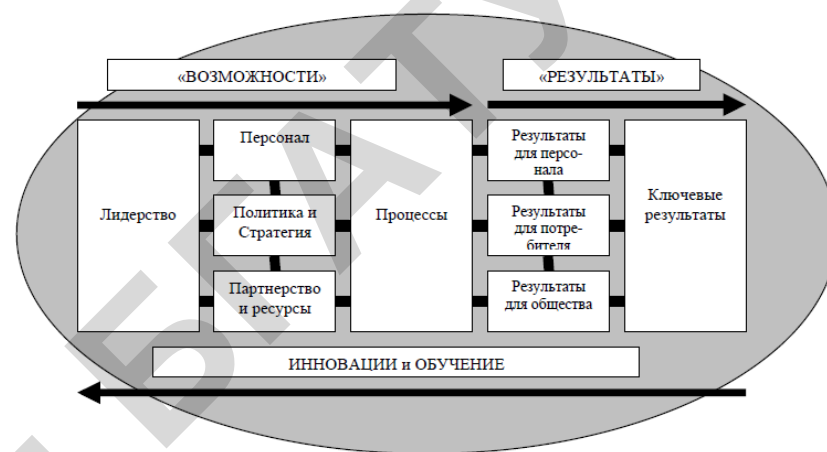 «ВОЗМОЖНОСТИ»
«РЕЗУЛЬТАТЫ»
Лидерство
Персонал
Политика и
Стратегия
Партнерство
и ресурсы
Процессы
Результаты
для персо-
нала
Результаты
для потре-
бителя
Результаты
для общества
Ключевые
результаты
ИННОВАЦИИ и ОБУЧЕНИЕ
БГАТУ